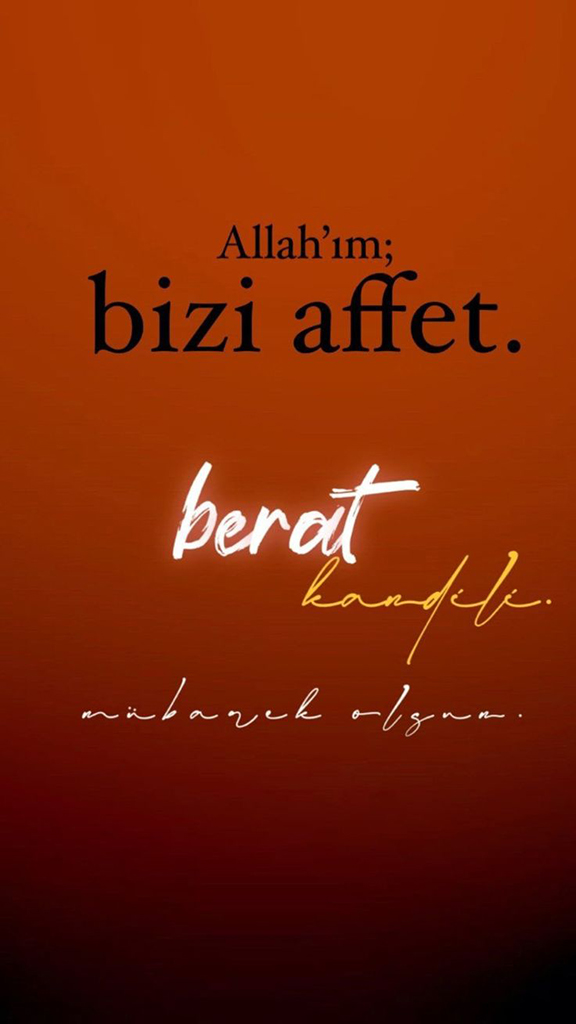 Allah’ım;
bizi affet.
berat
kandili.
mübarek olsun.